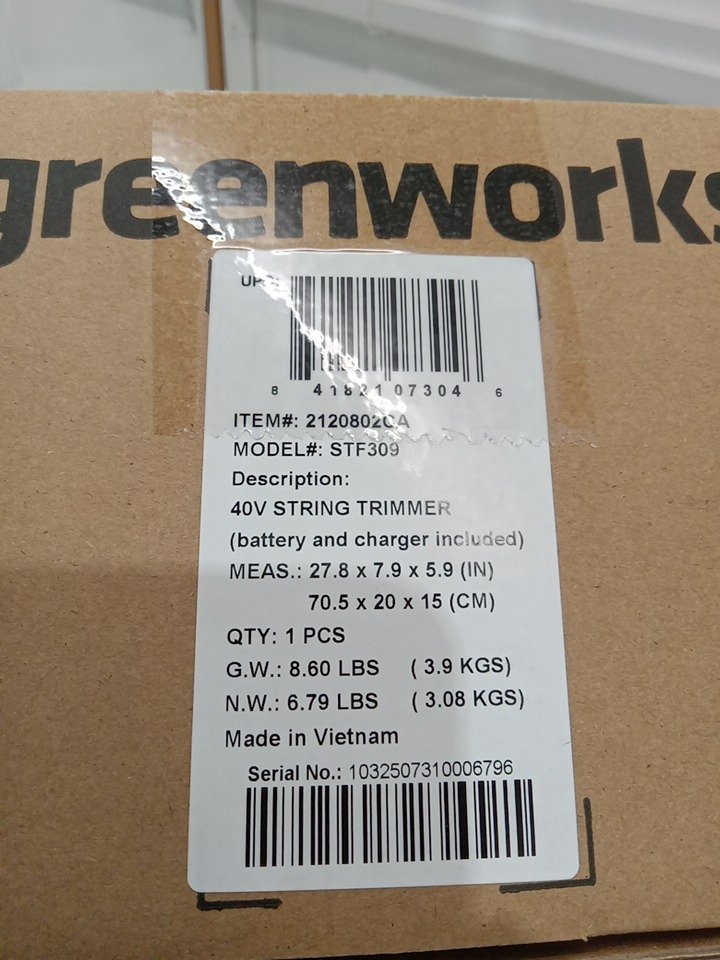 greenworks
8 41821 07304 6
ITEM#: 2120802CA
MODEL#: STF309
Description:
40V STRING TRIMMER
(battery and charger included)
MEAS.: 27.8 x 7.9 x 5.9 (IN)
70.5 x 20 x 15 (CM)
QTY: 1 PCS
G.W.: 8.60 LBS ( 3.9 KGS)
N.W.: 6.79 LBS ( 3.08 KGS)
Made in Vietnam
Serial No.: 1032507310006796